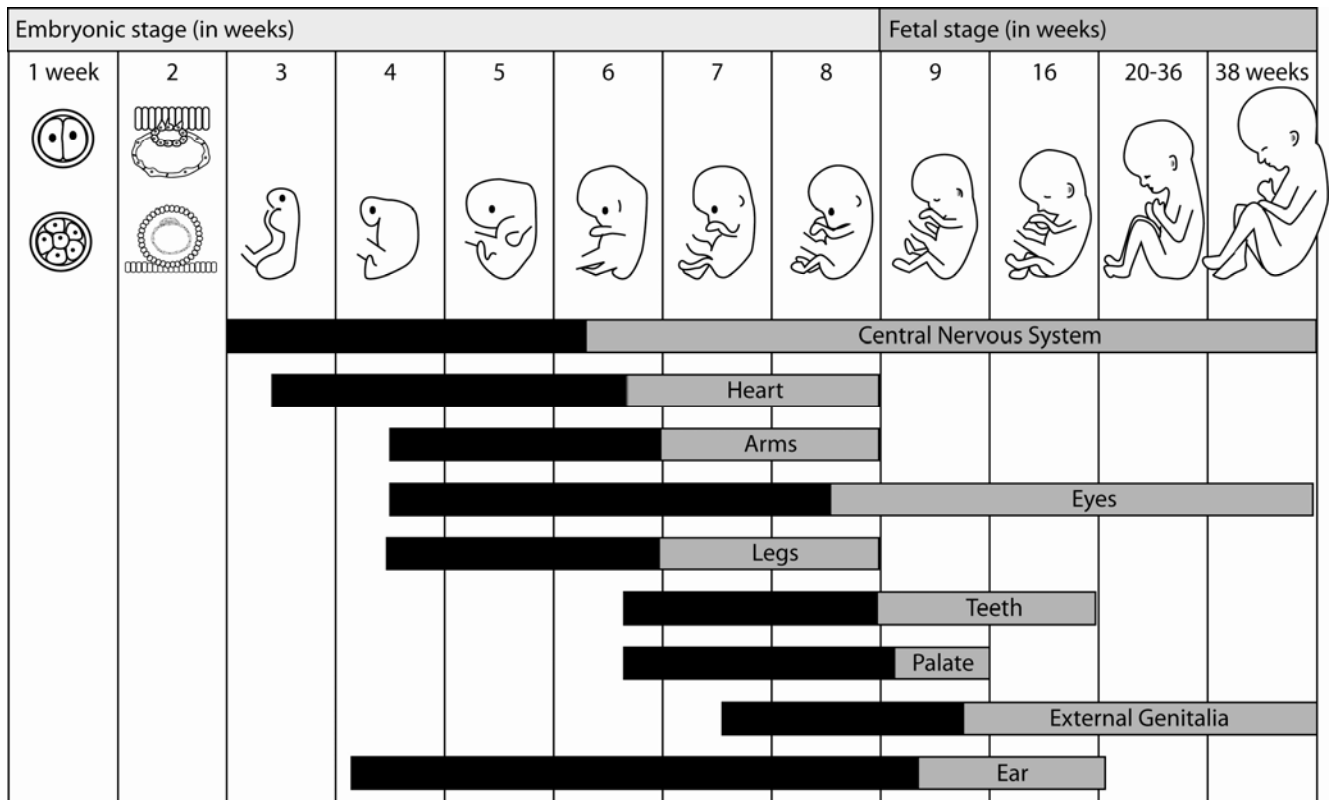 Embryonic stage (in weeks) Fetal stage (in weeks)
1 week 2 3 4 5 6 7 8 9 16 20-36 38 weeks
Central Nervous System
Heart
Arms
Eyes
Legs
Teeth
Palate
External Genitalia
Ear